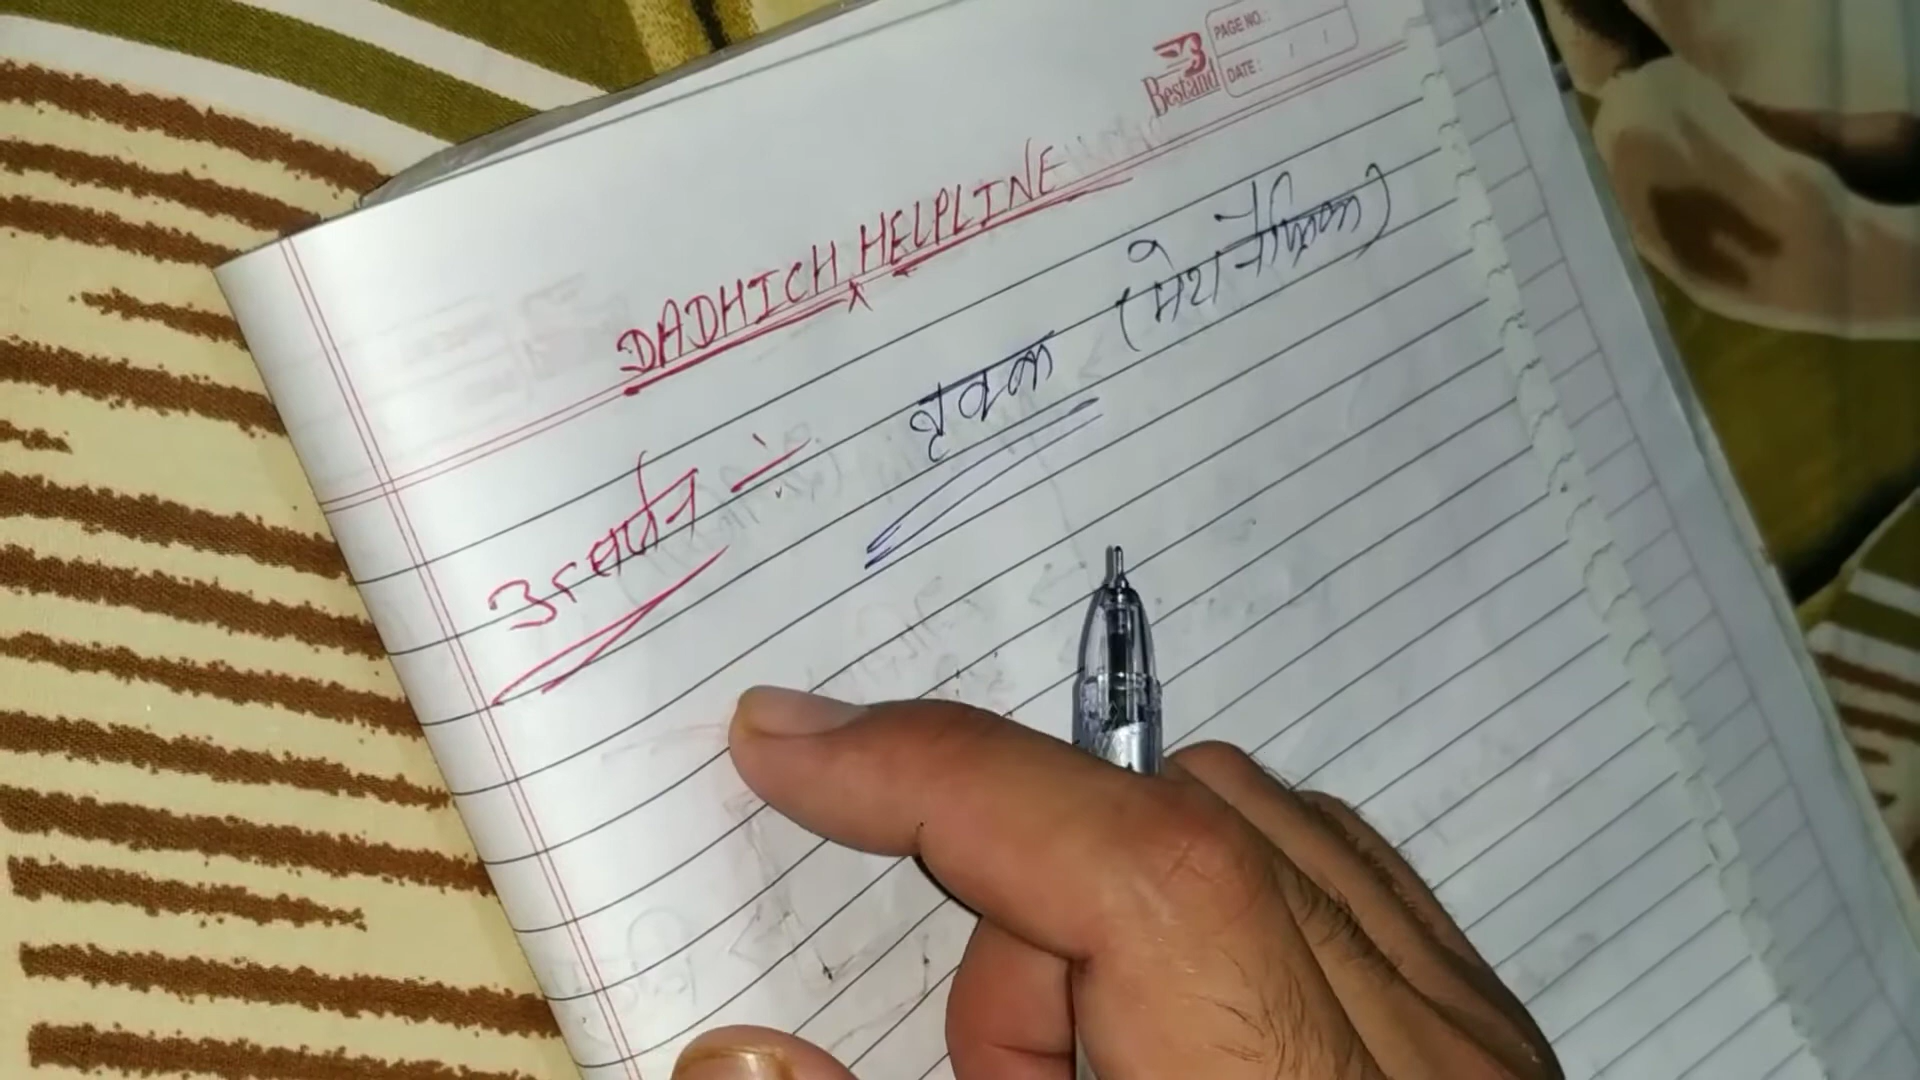 Bestand
PAGE NO.:
DATE:
DADHICH HELPLINE
उत्सर्जन :- वृक्क